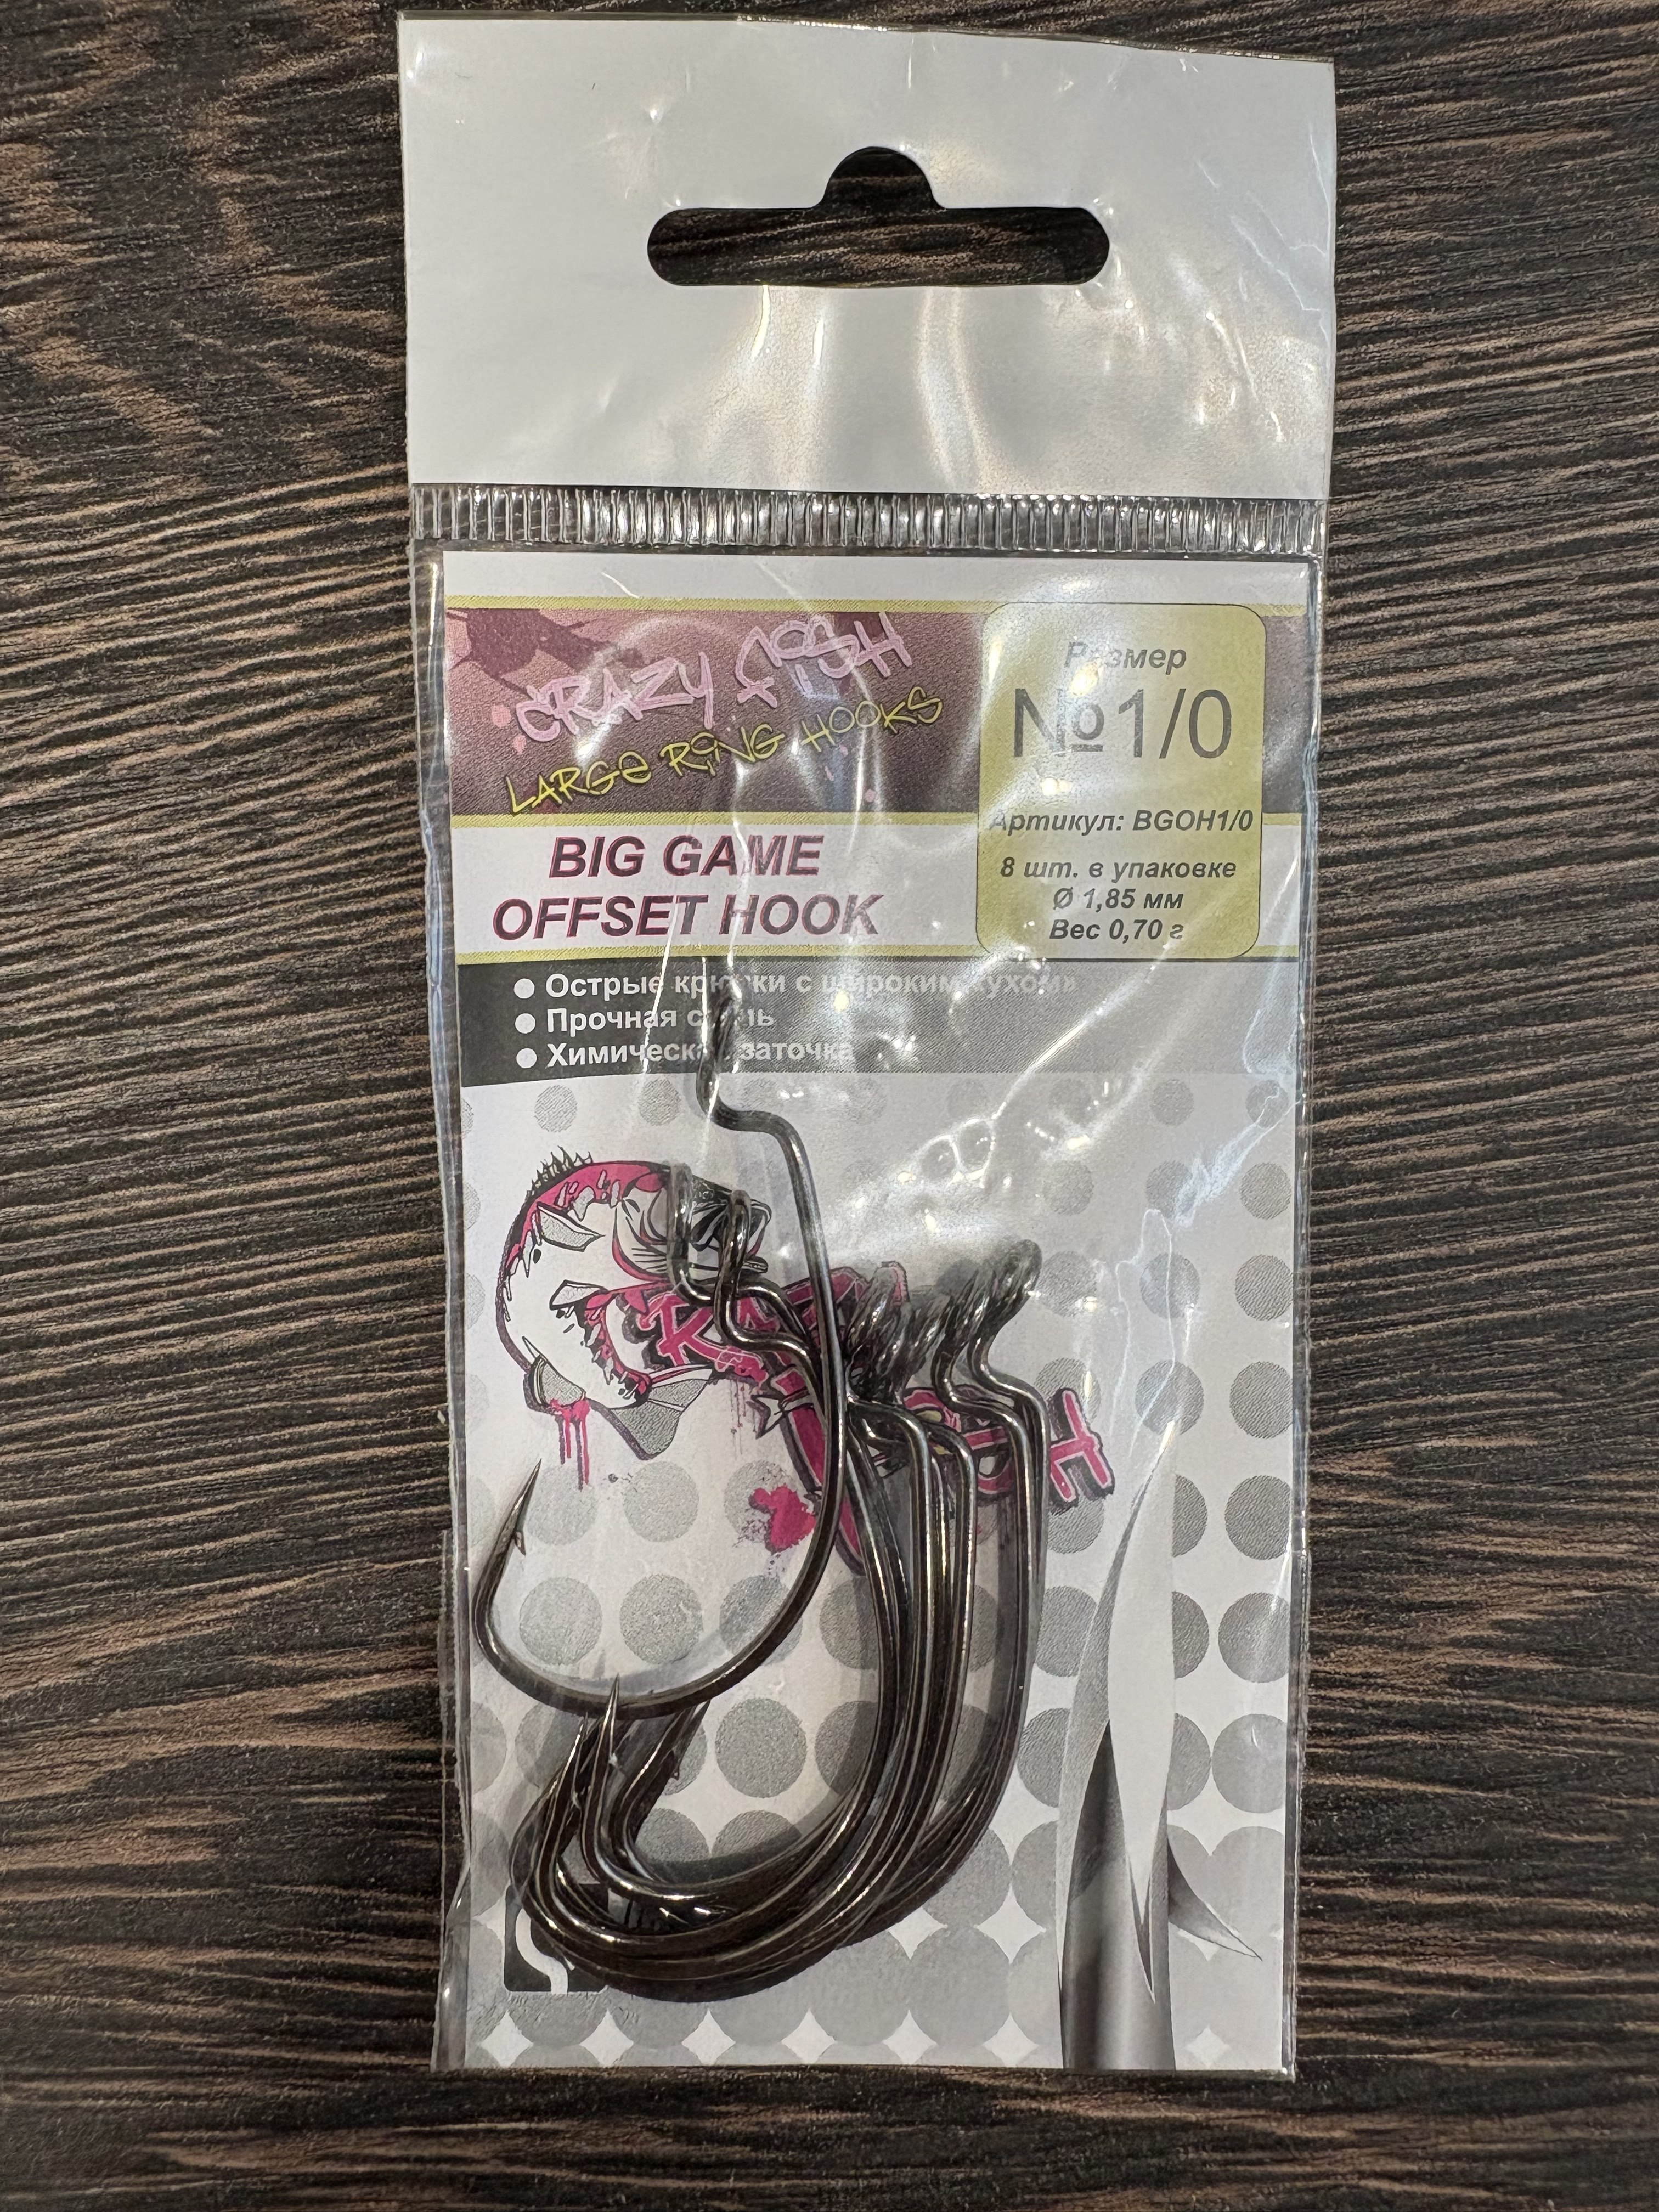 CRAZY FISH
LARGE RING HOOKS
BIG GAME
OFFSET HOOK
Размер
№1/0
Артикул: BGOH1/0
8 шт. в упаковке
Ø 1,85 мм
Вес 0,70 г
● Острые крючки с широким «ухом»
● Прочная сталь
● Химическая заточка